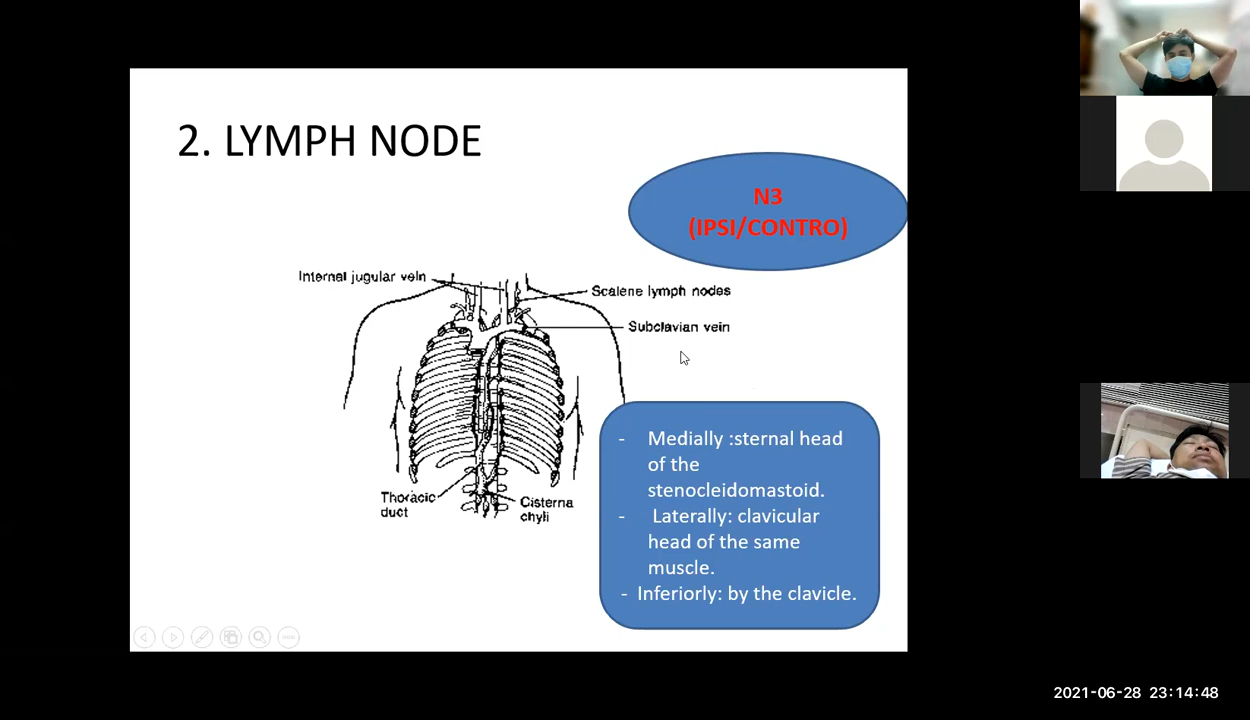 2. LYMPH NODE
N3
(IPSI/CONTRO)
Internal jugular vein
Scalene lymph nodes
Subclavian vein
Thoracic
duct
Cisterna
chyli
- Medially :sternal head
of the
stenocleidomastoid.
- Laterally: clavicular
head of the same
muscle.
- Inferiorly: by the clavicle.
2021-06-28 23:14:48